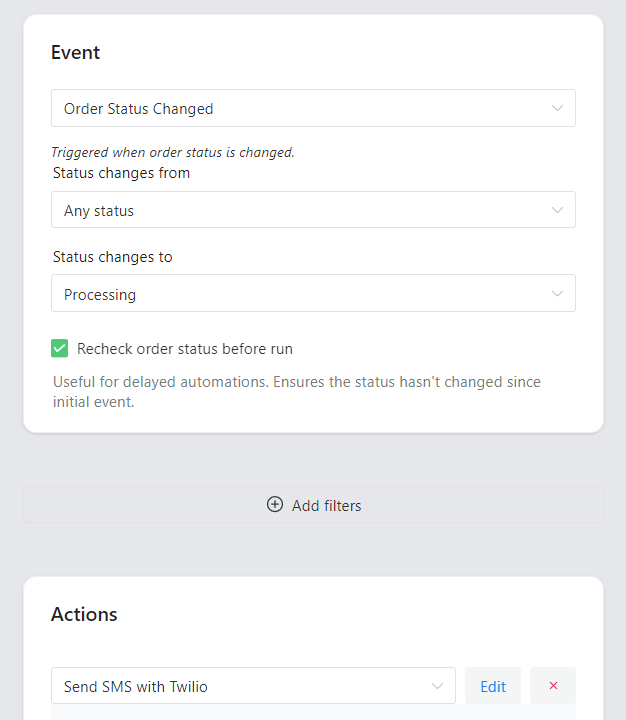 Event
Order Status Changed
Triggered when order status is changed.
Status changes from
Any status
Status changes to
Processing
Recheck order status before run
Useful for delayed automations. Ensures the status hasn't changed since
initial event.
Add filters
Actions
Send SMS with Twilio
Edit
×